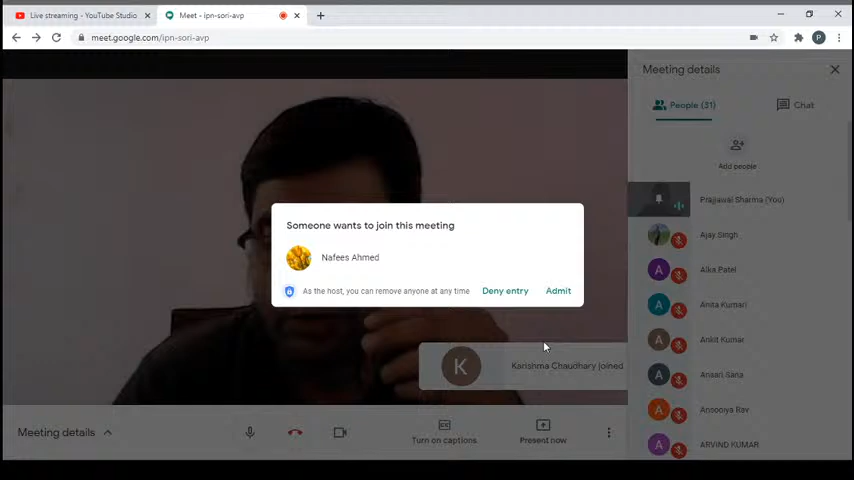 Live streaming - YouTube Studio
Meet - ipn-sori-avp
meet.google.com/ipn-sori-avp
P
Meeting details
People (31)
Chat
Add people
Prajjawal Sharma (You)
Ajay Singh
A
Alka Patel
A
Anita Kumari
Ankit Kumar
A
Ansari Sana
A
Ansooiya Rav
A
ARVIND KUMAR
Someone wants to join this meeting
Nafees Ahmed
As the host, you can remove anyone at any time
Deny entry
Admit
K
Karishma Chaudhary joined
Meeting details
CC
Turn on captions
Present now